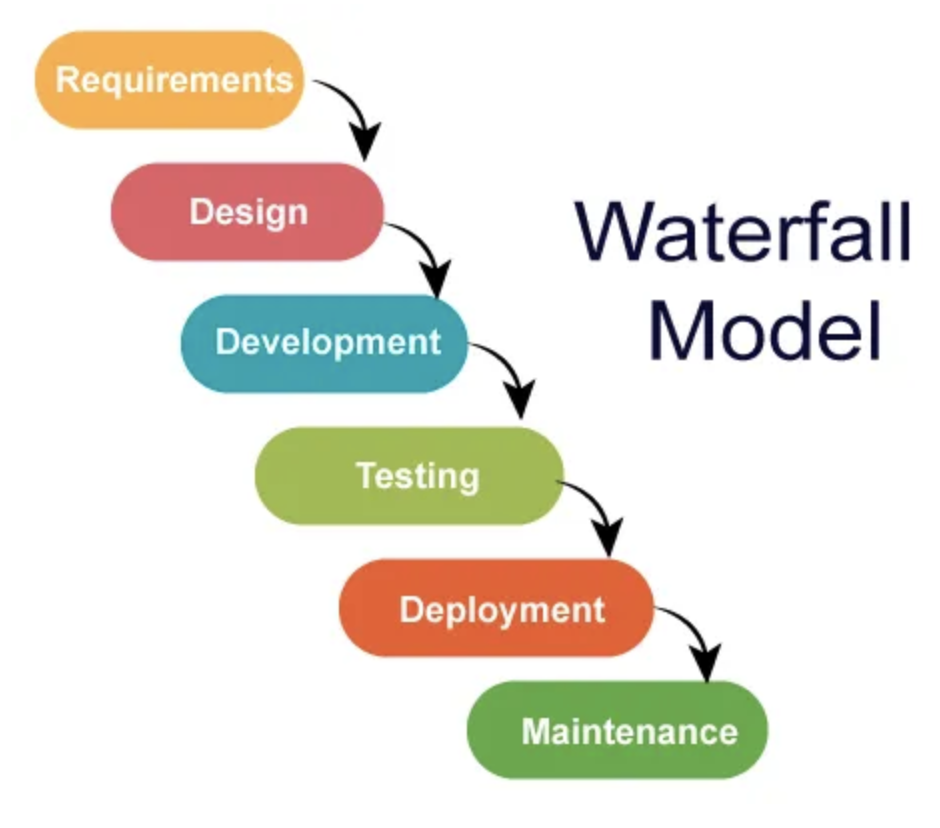 Requirements
Design
Waterfall
Model
Development
Testing
Deployment
Maintenance